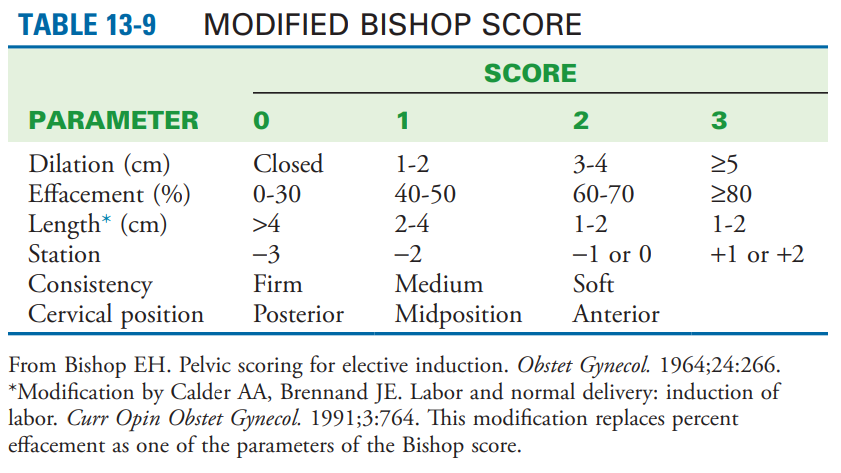 TABLE 13-9 MODIFIED BISHOP SCORE
SCORE
PARAMETER 0 1 2 3
Dilation (cm) Closed 1-2 3-4 ≥5
Effacement (%) 0-30 40-50 60-70 ≥80
Length* (cm) >4 2-4 1-2 1-2
Station −3 −2 −1 or 0 +1 or +2
Consistency Firm Medium Soft
Cervical position Posterior Midposition Anterior
From Bishop EH. Pelvic scoring for elective induction. Obstet Gynecol. 1964;24:266.
*Modification by Calder AA, Brennand JE. Labor and normal delivery: induction of
labor. Curr Opin Obstet Gynecol. 1991;3:764. This modification replaces percent
effacement as one of the parameters of the Bishop score.